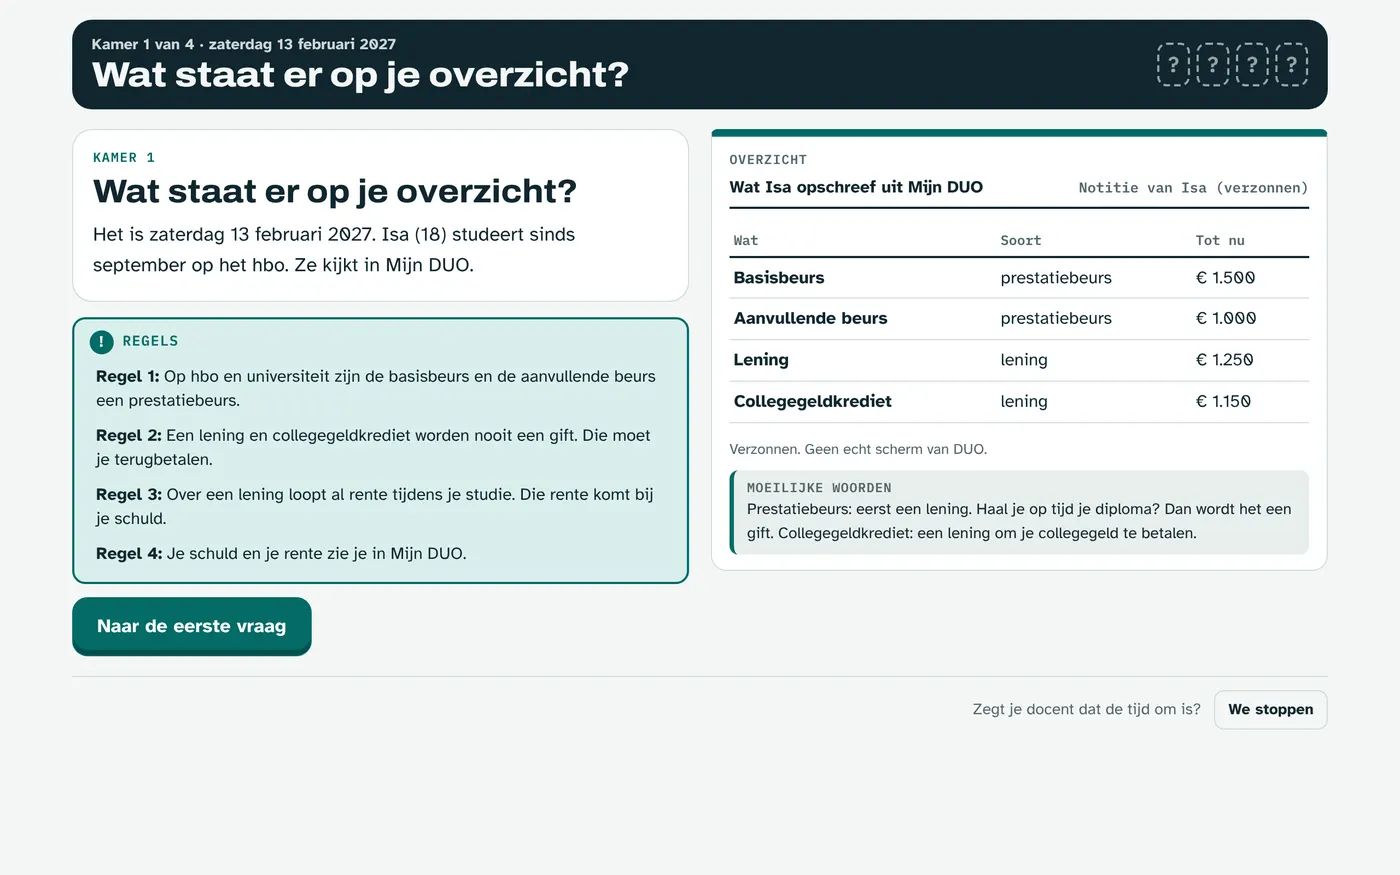 Kamer 1 van 4 · zaterdag 13 februari 2027
Wat staat er op je overzicht?
? ? ? ?
KAMER 1
Wat staat er op je overzicht?
Het is zaterdag 13 februari 2027. Isa (18) studeert sinds
september op het hbo. Ze kijkt in Mijn DUO.
! REGELS
Regel 1: Op hbo en universiteit zijn de basisbeurs en de aanvullende beurs
een prestatiebeurs.
Regel 2: Een lening en collegegeldkrediet worden nooit een gift. Die moet
je terugbetalen.
Regel 3: Over een lening loopt al rente tijdens je studie. Die rente komt bij
je schuld.
Regel 4: Je schuld en je rente zie je in Mijn DUO.
Naar de eerste vraag
OVERZICHT
Wat Isa opschreef uit Mijn DUO Notitie van Isa (verzonnen)
Wat Soort Tot nu
Basisbeurs prestatiebeurs € 1.500
Aanvullende beurs prestatiebeurs € 1.000
Lening lening € 1.250
Collegegeldkrediet lening € 1.150
Verzonnen. Geen echt scherm van DUO.
MOEILIJKE WOORDEN
Prestatiebeurs: eerst een lening. Haal je op tijd je diploma? Dan wordt het een
gift. Collegegeldkrediet: een lening om je collegegeld te betalen.
Zegt je docent dat de tijd om is? We stoppen